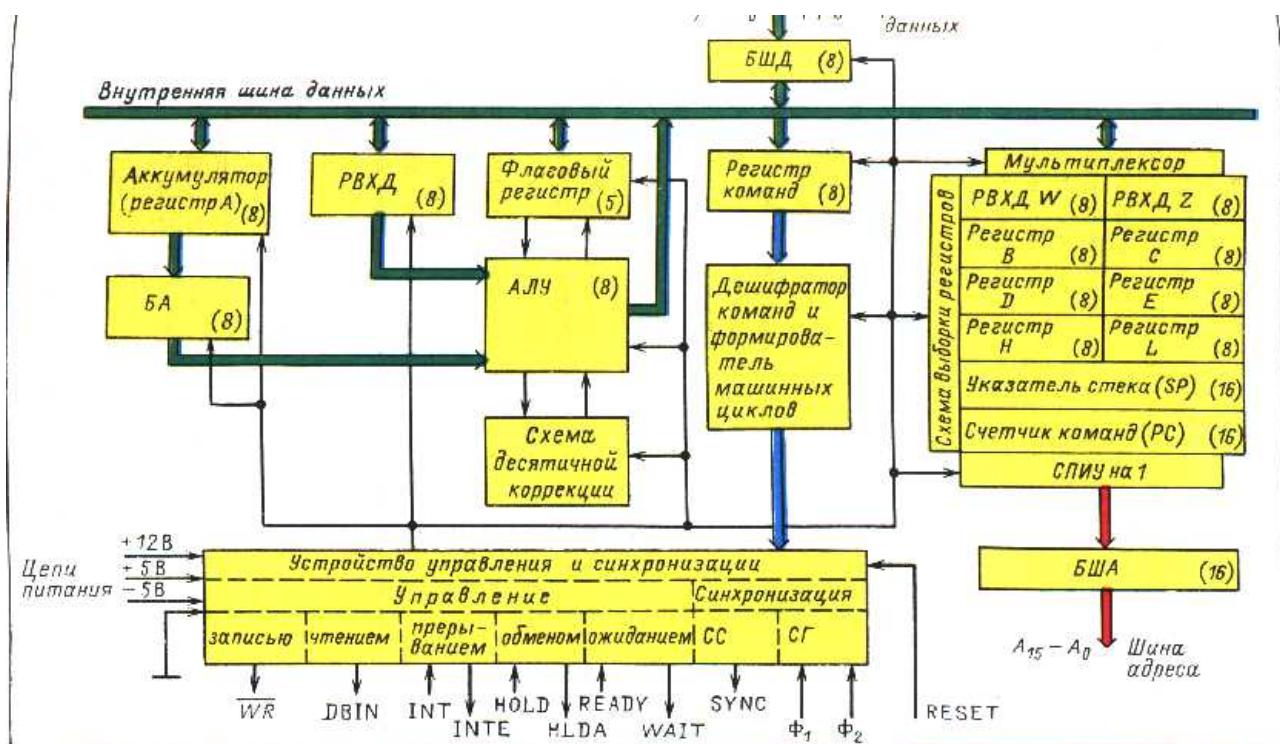 данных
БШД (8)
Внутренняя шина данных
Аккумулятор
(регистр А) (8)
РВХД
(8)
Флаговый
регистр (5)
Регистр
команд (8)
Мультиплексор
Схема выборки регистров
РВХД W (8) РВХД Z (8)
Регистр
B (8)
Регистр
C (8)
Регистр
D (8)
Регистр
E (8)
Регистр
H (8)
Регистр
L (8)
Указатель стека (SP) (16)
Счетчик команд (PC) (16)
СПИУ на 1
БА
(8)
АЛУ (8)
Дешифратор
команд и
формирова-
тель
машинных
циклов
Схема
десятичной
коррекции
Цепи
питания
+12В
+5В
−5В
Устройство управления и синхронизации
Управление
Синхронизация
записью
чтением
преры-
ванием
обменом
ожиданием
СС
СГ
БША (16)
A15 – A0
Шина
адреса
WR
DBIN
INT
INTE
HOLD
HLDA
READY
WAIT
SYNC
Ф1
Ф2
RESET